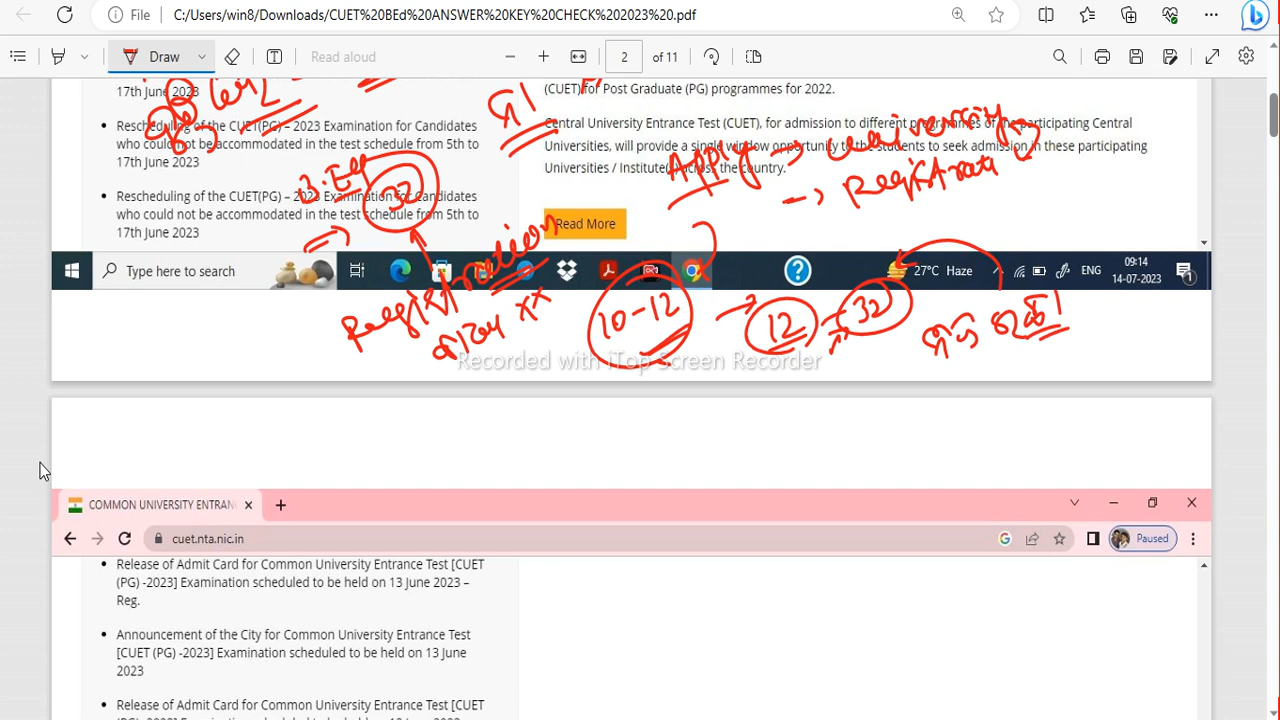 File
C:/Users/win8/Downloads/CUET%20BEd%20ANSWER%20KEY%20CHECK%202023%20.pdf
Draw
Read aloud
2
of 11
17th June 2023
Rescheduling of the CUET(PG) – 2023 Examination for Candidates
who could not be accommodated in the test schedule from 5th to
17th June 2023
Rescheduling of the CUET(PG) – 2023 Examination for Candidates
who could not be accommodated in the test schedule from 5th to
17th June 2023
(CUET) for Post Graduate (PG) programmes for 2022.
Central University Entrance Test (CUET), for admission to different programmes of the participating Central
Universities, will provide a single window opportunity to the students to seek admission in these participating
Universities / Institute(s) across the country.
Read More
B.Ed
32
Apply → University
→ Registrati
Registration
Type here to search
27°C Haze
ENG
09:14
14-07-2023
10-12
12
32
Recorded with iTop Screen Recorder
COMMON UNIVERSITY ENTRAN
cuet.nta.nic.in
Paused
Release of Admit Card for Common University Entrance Test [CUET
(PG) -2023] Examination scheduled to be held on 13 June 2023 –
Reg.
Announcement of the City for Common University Entrance Test
[CUET (PG) -2023] Examination scheduled to be held on 13 June
2023
Release of Admit Card for Common University Entrance Test [CUET